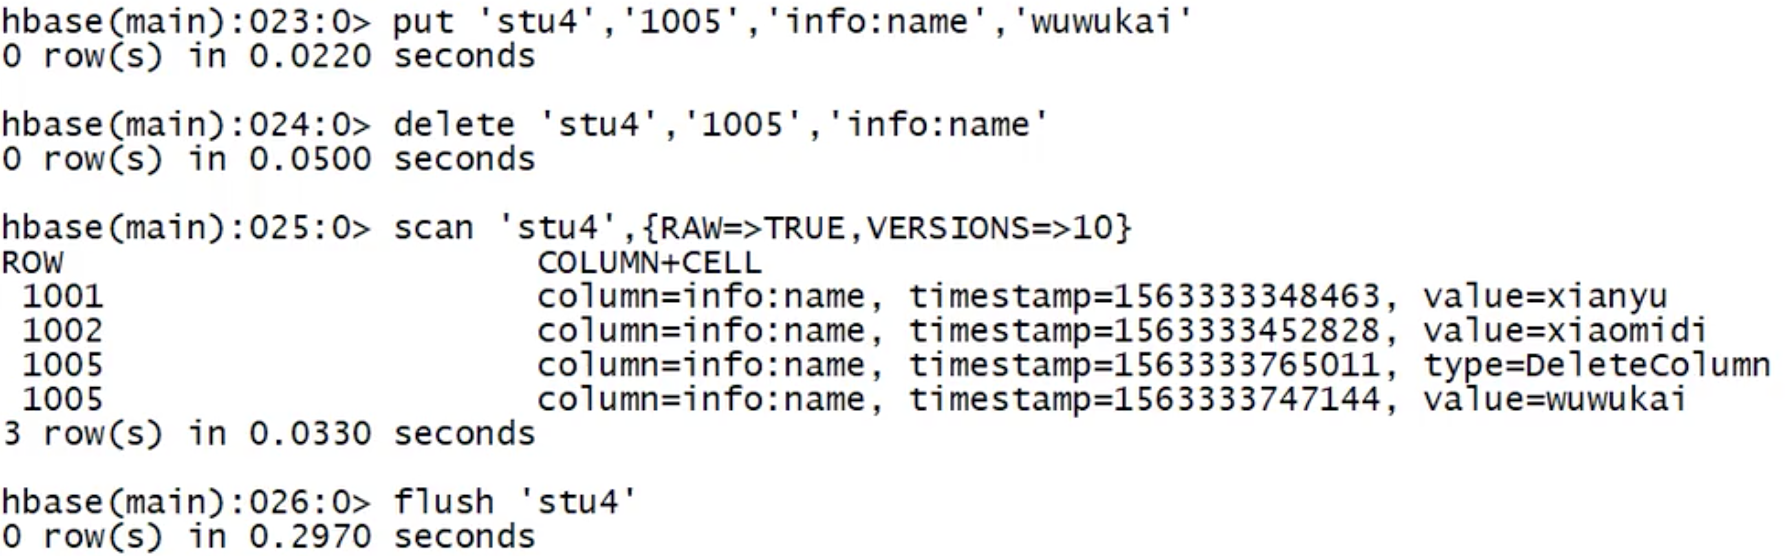 hbase(main):023:0> put 'stu4','1005','info:name','wuwukai'
0 row(s) in 0.0220 seconds
hbase(main):024:0> delete 'stu4','1005','info:name'
0 row(s) in 0.0500 seconds
hbase(main):025:0> scan 'stu4',{RAW=>TRUE,VERSIONS=>10}
ROW COLUMN+CELL
1001 column=info:name, timestamp=1563333348463, value=xianyu
1002 column=info:name, timestamp=1563333452828, value=xiaomidi
1005 column=info:name, timestamp=1563333765011, type=DeleteColumn
1005 column=info:name, timestamp=1563333747144, value=wuwukai
3 row(s) in 0.0330 seconds
hbase(main):026:0> flush 'stu4'
0 row(s) in 0.2970 seconds